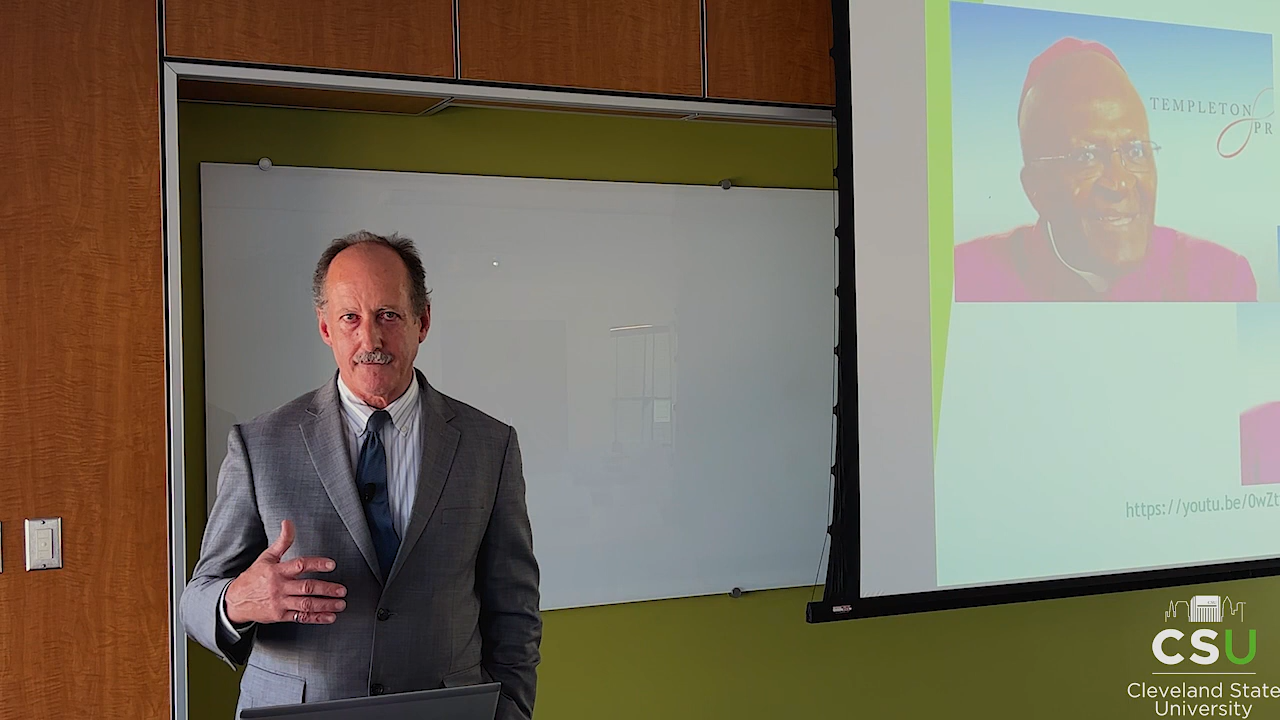 TEMPLETON
PR
https://youtu.be/0wZt
CSU
Cleveland State
University